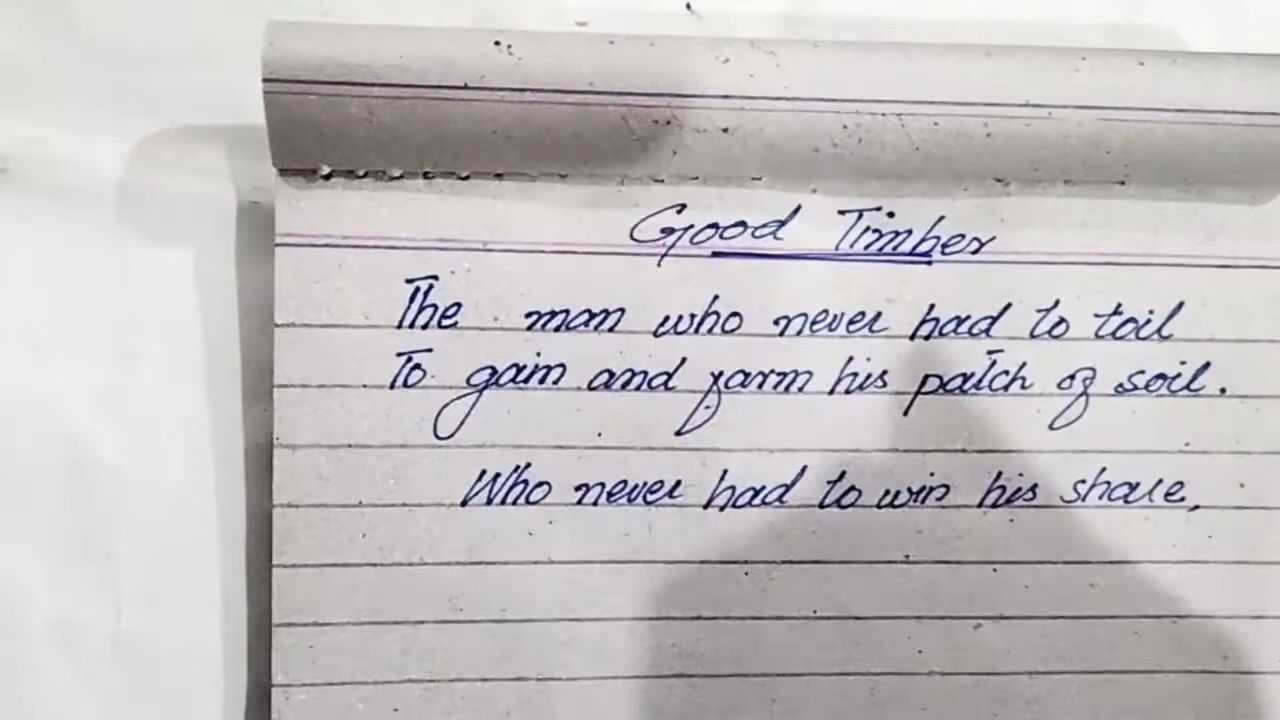 Good Timber
The man who never had to toil
To gain and farm his patch of soil.
Who never had to win his share,